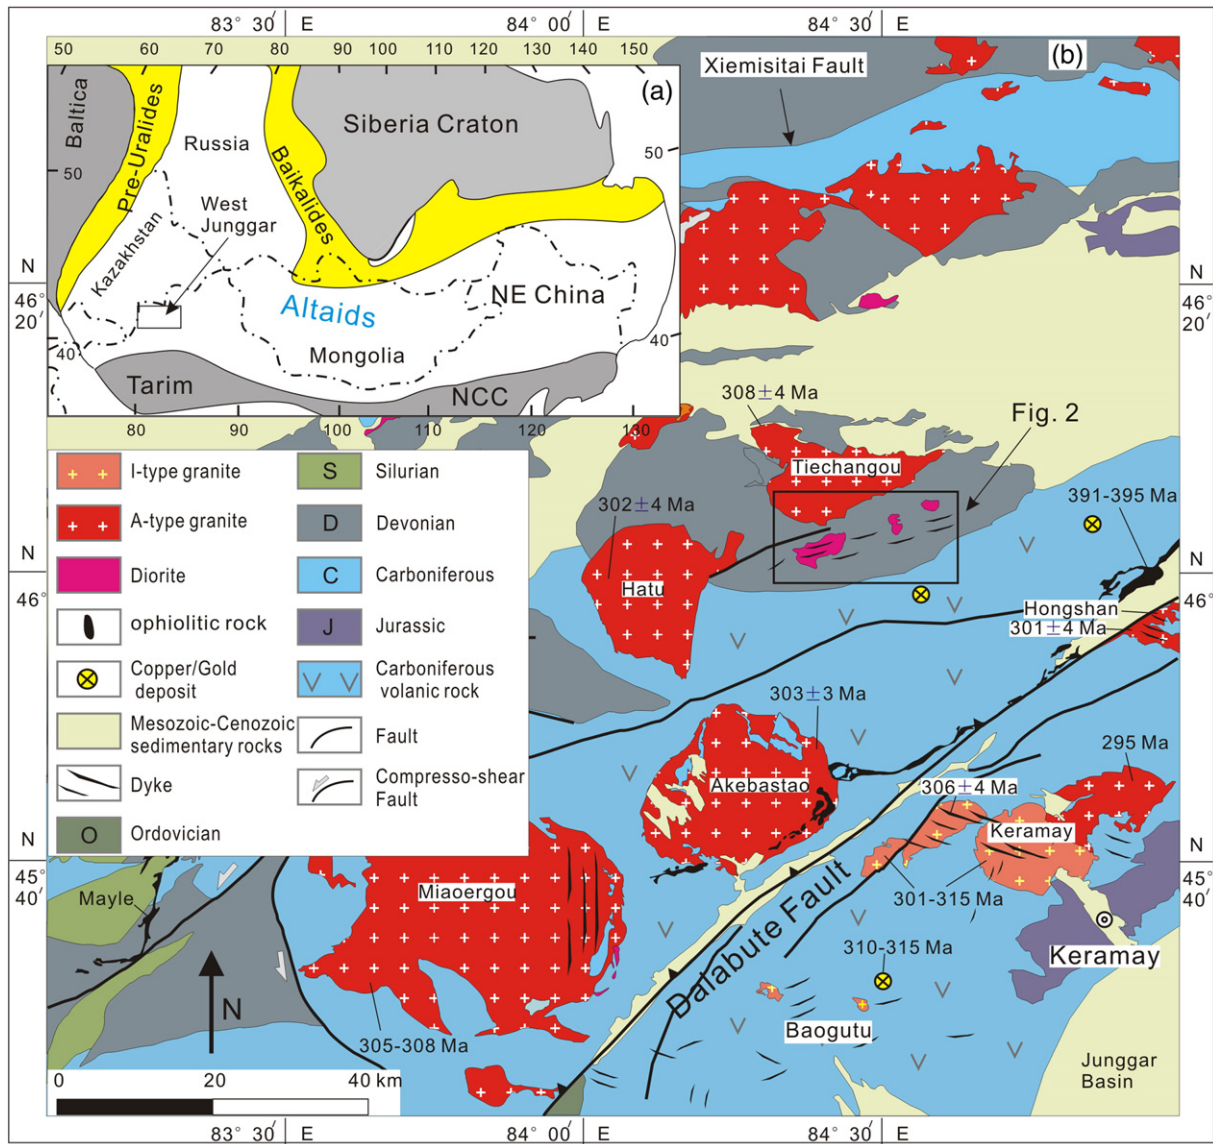 83° 30′ E
84° 00′ E
84° 30′ E
50 60 70 80 90 100 110 120 130 140 150
(a)
(b)
Xiemisitai Fault
Baltica
Pre-Uralides
Russia
Siberia Craton
Baikalides
50
50
West
Junggar
Kazakhstan
NE China
Altaids
Mongolia
40
40
Tarim
NCC
80 90 100 110 120 130
N
46°
20′
N
46°
20′
308±4 Ma
Fig. 2
Tiechangou
302±4 Ma
391-395 Ma
Hatu
N
46°
N
46°
Hongshan
301±4 Ma
I-type granite
A-type granite
Diorite
ophiolitic rock
Copper/Gold
deposit
Mesozoic-Cenozoic
sedimentary rocks
Dyke
O Ordovician
S Silurian
D Devonian
C Carboniferous
J Jurassic
Carboniferous
volanic rock
Fault
Compresso-shear
Fault
303±3 Ma
295 Ma
Akebastao
306±4 Ma
Keramay
N
45°
40′
N
45°
40′
Mayle
Miaoergou
301-315 Ma
Dalabute Fault
310-315 Ma
Keramay
N
Baogutu
305-308 Ma
Junggar
Basin
0 20 40 km
83° 30′ E
84° 00′ E
84° 30′ E